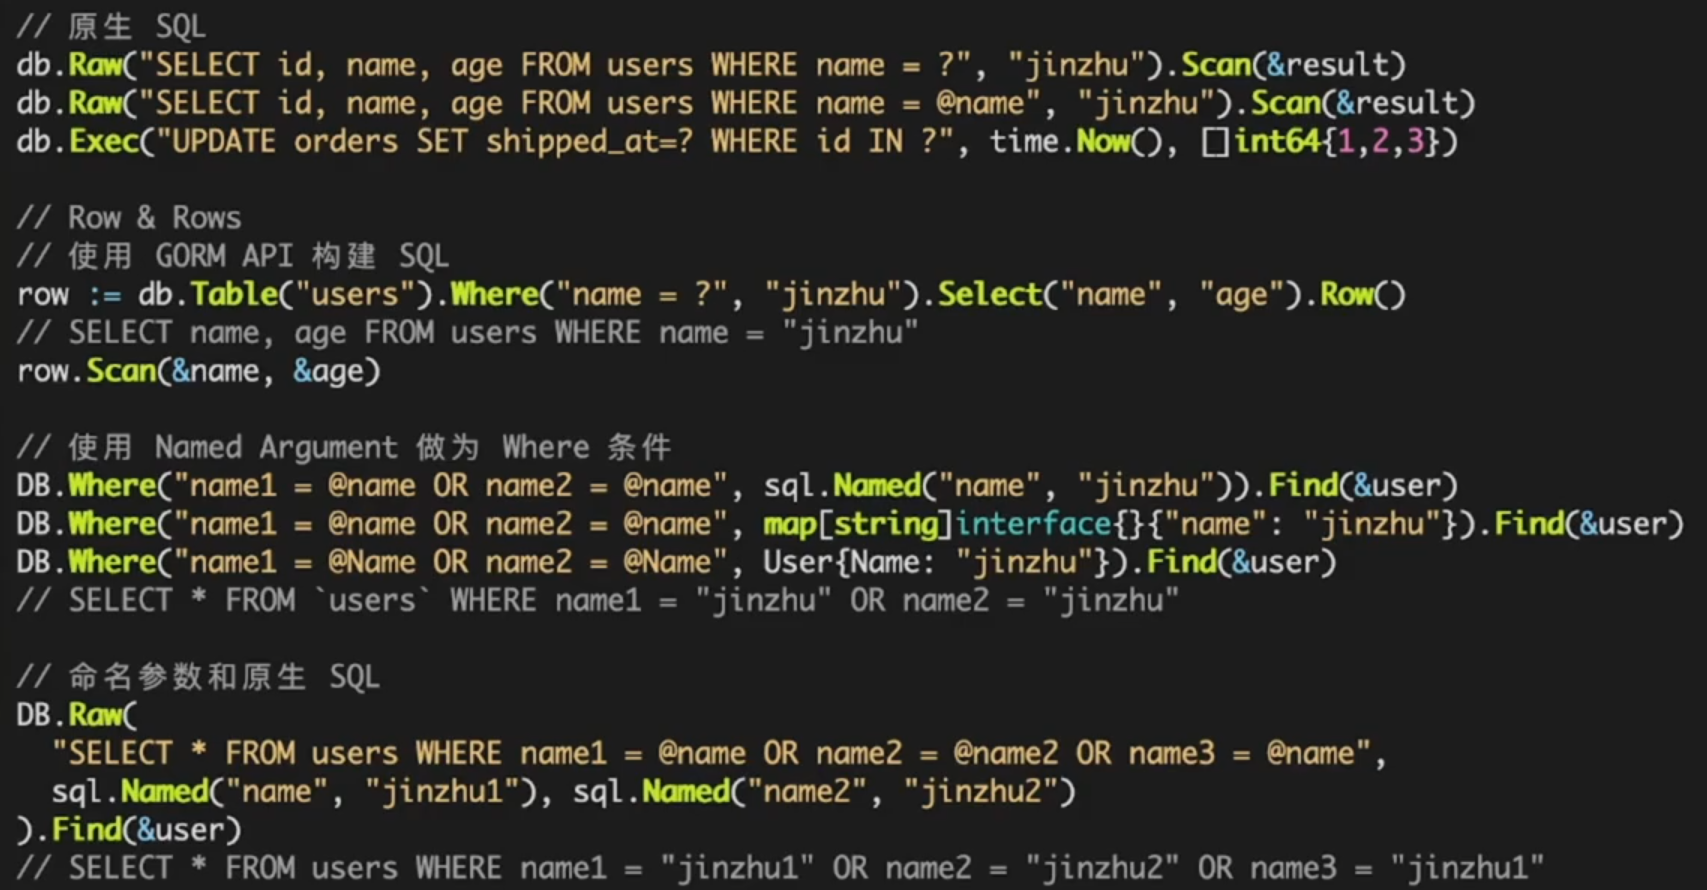 // 原生 SQL
db.Raw("SELECT id, name, age FROM users WHERE name = ?", "jinzhu").Scan(&result)
db.Raw("SELECT id, name, age FROM users WHERE name = @name", "jinzhu").Scan(&result)
db.Exec("UPDATE orders SET shipped_at=? WHERE id IN ?", time.Now(), []int64{1,2,3})

// Row & Rows
// 使用 GORM API 构建 SQL
row := db.Table("users").Where("name = ?", "jinzhu").Select("name", "age").Row()
// SELECT name, age FROM users WHERE name = "jinzhu"
row.Scan(&name, &age)

// 使用 Named Argument 做为 Where 条件
DB.Where("name1 = @name OR name2 = @name", sql.Named("name", "jinzhu")).Find(&user)
DB.Where("name1 = @name OR name2 = @name", map[string]interface{}{"name": "jinzhu"}).Find(&user)
DB.Where("name1 = @Name OR name2 = @Name", User{Name: "jinzhu"}).Find(&user)
// SELECT * FROM `users` WHERE name1 = "jinzhu" OR name2 = "jinzhu"

// 命名参数和原生 SQL
DB.Raw(
  "SELECT * FROM users WHERE name1 = @name OR name2 = @name2 OR name3 = @name",
  sql.Named("name", "jinzhu1"), sql.Named("name2", "jinzhu2")
).Find(&user)
// SELECT * FROM users WHERE name1 = "jinzhu1" OR name2 = "jinzhu2" OR name3 = "jinzhu1"